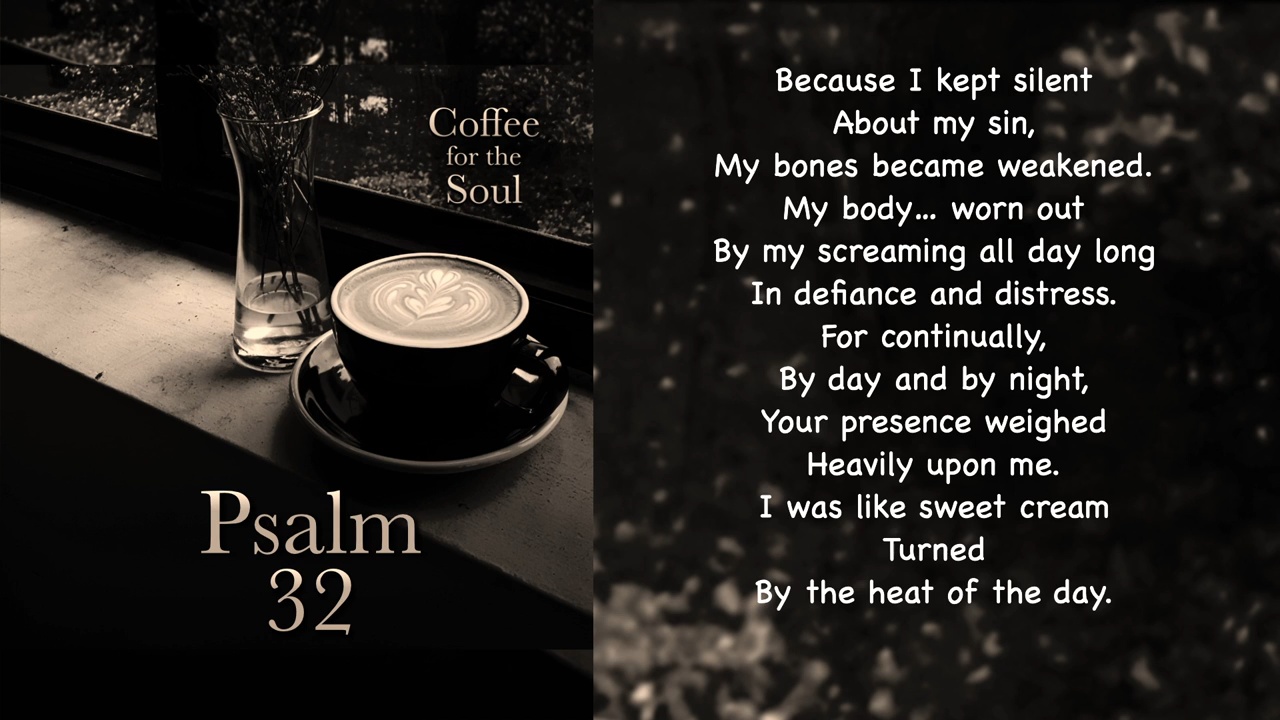 Coffee
for the
Soul
Psalm
32
Because I kept silent
About my sin,
My bones became weakened.
My body... worn out
By my screaming all day long
In defiance and distress.
For continually,
By day and by night,
Your presence weighed
Heavily upon me.
I was like sweet cream
Turned
By the heat of the day.